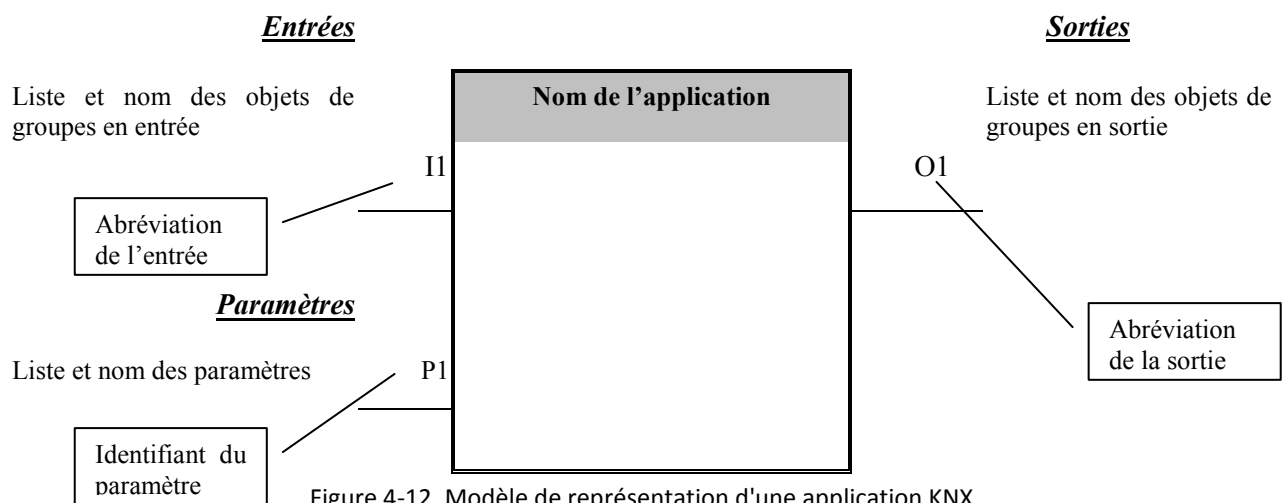 Entrées
Sorties
Liste et nom des objets de
groupes en entrée
Nom de l’application
Liste et nom des objets de
groupes en sortie
I1
O1
Abréviation
de l’entrée
Paramètres
Liste et nom des paramètres
P1
Abréviation
de la sortie
Identifiant du
paramètre
Figure 4-12. Modèle de représentation d'une application KNX